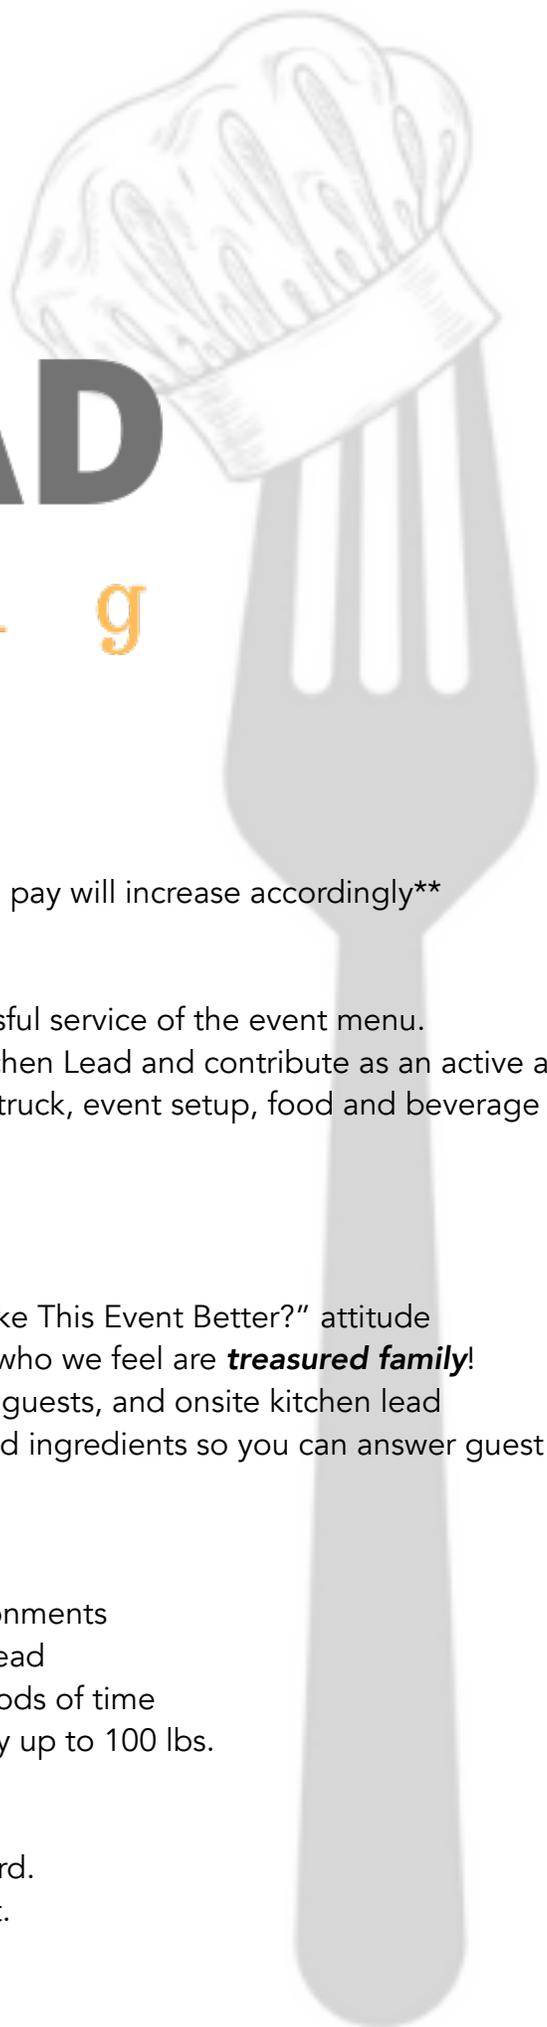 AD
g
pay will increase accordingly**
sful service of the event menu.
hen Lead and contribute as an active a
truck, event setup, food and beverage
ke This Event Better?” attitude
who we feel are treasured family!
guests, and onsite kitchen lead
d ingredients so you can answer guest
onments
ead
ods of time
y up to 100 lbs.
rd.
t.